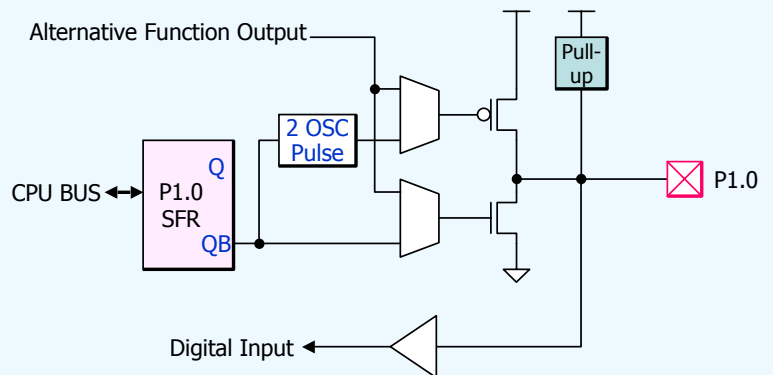 Alternative Function Output
Pull-
up
2 OSC
Pulse
Q
CPU BUS
P1.0
SFR
QB
P1.0
Digital Input